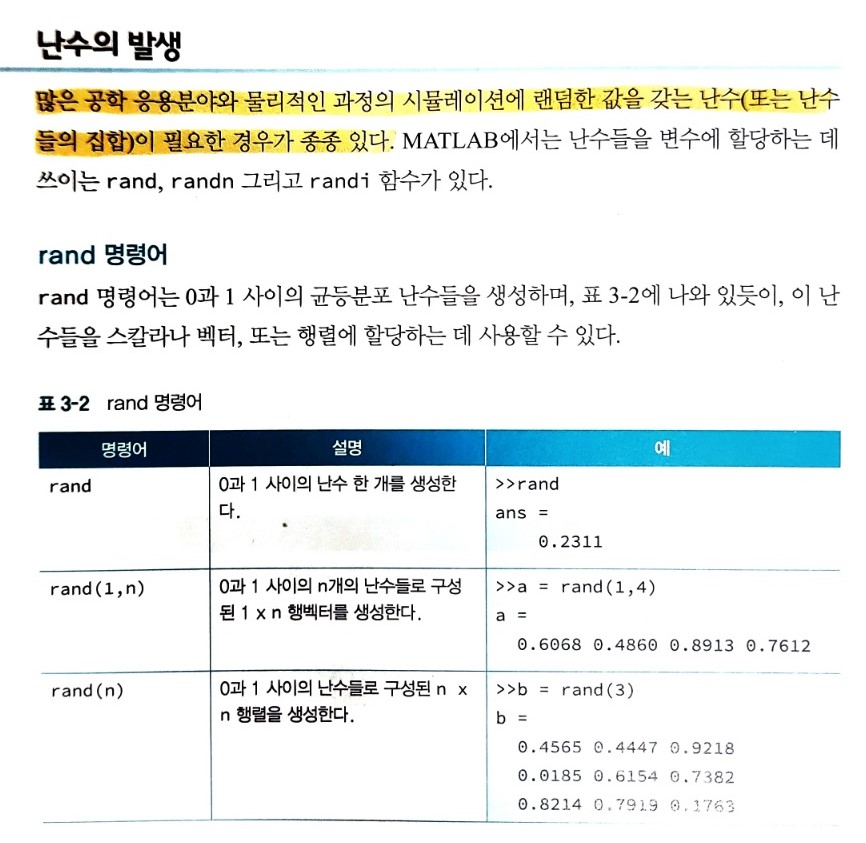 난수의 발생
많은 공학 응용분야와 물리적인 과정의 시뮬레이션에 랜덤한 값을 갖는 난수(또는 난수
들의 집합)이 필요한 경우가 종종 있다. MATLAB에서는 난수들을 변수에 할당하는 데
쓰이는 rand, randn 그리고 randi 함수가 있다.
rand 명령어
rand 명령어는 0과 1 사이의 균등분포 난수들을 생성하며, 표 3-2에 나와 있듯이, 이 난
수들을 스칼라나 벡터, 또는 행렬에 할당하는 데 사용할 수 있다.
표 3-2 rand 명령어
명령어 설명 예
rand
0과 1 사이의 난수 한 개를 생성한
다.
>>rand
ans =
0.2311
rand(1,n)
0과 1 사이의 n개의 난수들로 구성
된 1 x n 행벡터를 생성한다.
>>a = rand(1,4)
a =
0.6068 0.4860 0.8913 0.7612
rand(n)
0과 1 사이의 난수들로 구성된 n x
n 행렬을 생성한다.
>>b = rand(3)
b =
0.4565 0.4447 0.9218
0.0185 0.6154 0.7382
0.8214 0.7919 0.1763